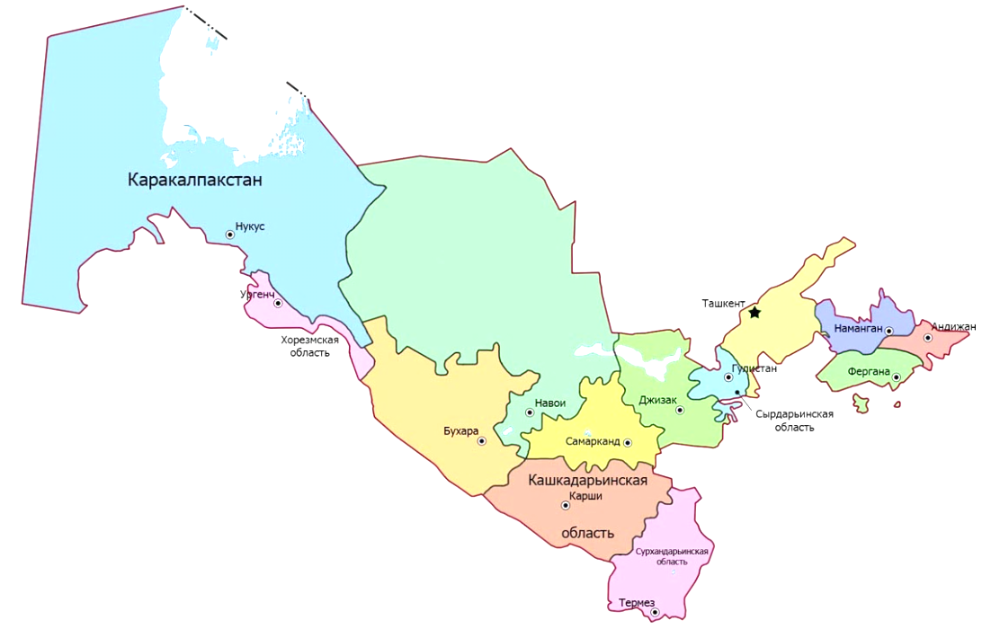 Каракалпакстан
Нукус
Ургенч
Хорезмская
область
Ташкент
Наманган
Андижан
Гулистан
Фергана
Джизак
Сырдарьинская
область
Навои
Бухара
Самарканд
Кашкадарьинская
Карши
область
Сурхандарьинская
область
Термез